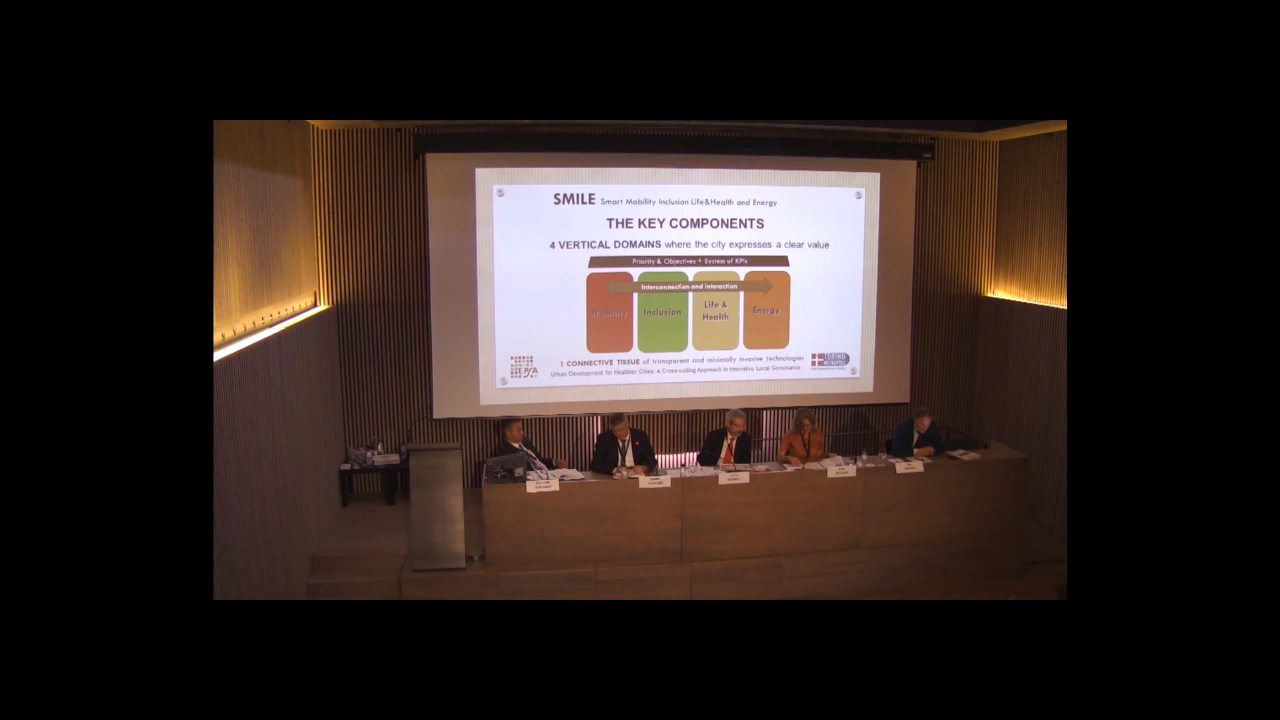 SMILE Smart Mobility Inclusion Life&Health and Energy
THE KEY COMPONENTS
4 VERTICAL DOMAINS where the city expresses a clear value
Priority & Objectives + System of KPIs
Interconnection and interaction
Mobility
Inclusion
Life &
Health
Energy
1 CONNECTIVE TISSUE of transparent and minimally invasive technologies
Urban Development for Healthier Cities: A Cross-cutting Approach to Innovative Local Governance
EPSA
TORINO